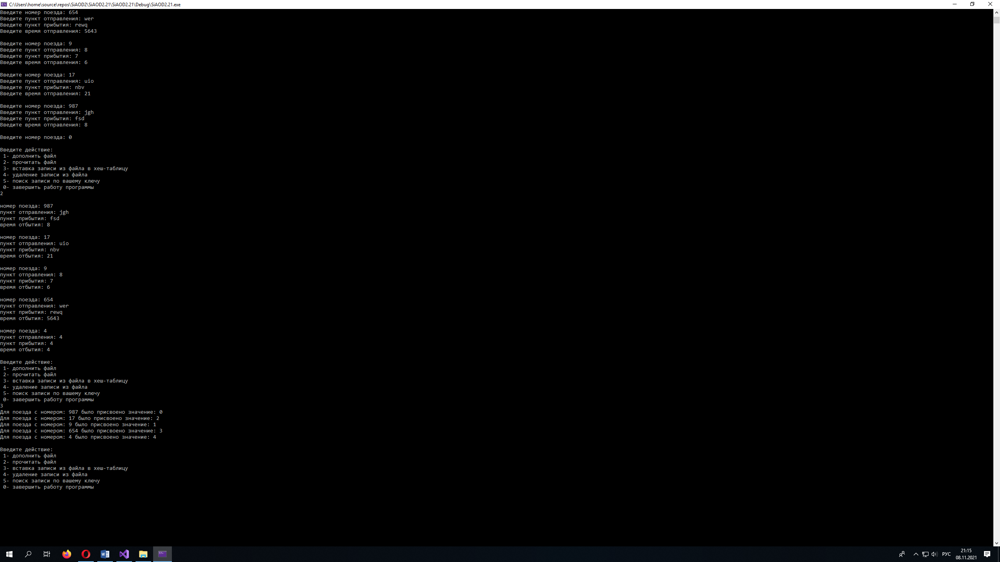 C:\Users\home\source\repos\SiAOD2\SiAOD2.21\SiAOD2.21\Debug\SiAOD2.21.exe
Введите номер поезда: 654
Введите пункт отправления: wer
Введите пункт прибытия: rewq
Введите время отправления: 5643
Введите номер поезда: 9
Введите пункт отправления: 8
Введите пункт прибытия: 7
Введите время отправления: 6
Введите номер поезда: 17
Введите пункт отправления: uio
Введите пункт прибытия: nbv
Введите время отправления: 21
Введите номер поезда: 987
Введите пункт отправления: jgh
Введите пункт прибытия: fsd
Введите время отправления: 8
Введите номер поезда: 0
Введите действие:
1- дополнить файл
2- прочитать файл
3- вставка записи из файла в хеш-таблицу
4- удаление записи из файла
5- поиск записи по вашему ключу
0- завершить работу программы
2
номер поезда: 987
пункт отправления: jgh
пункт прибытия: fsd
время отбытия: 8
номер поезда: 17
пункт отправления: uio
пункт прибытия: nbv
время отбытия: 21
номер поезда: 9
пункт отправления: 8
пункт прибытия: 7
время отбытия: 6
номер поезда: 654
пункт отправления: wer
пункт прибытия: rewq
время отбытия: 5643
номер поезда: 4
пункт отправления: 4
пункт прибытия: 4
время отбытия: 4
Введите действие:
1- дополнить файл
2- прочитать файл
3- вставка записи из файла в хеш-таблицу
4- удаление записи из файла
5- поиск записи по вашему ключу
0- завершить работу программы
3
Для поезда с номером: 987 было присвоено значение: 0
Для поезда с номером: 17 было присвоено значение: 2
Для поезда с номером: 9 было присвоено значение: 1
Для поезда с номером: 654 было присвоено значение: 3
Для поезда с номером: 4 было присвоено значение: 4
Введите действие:
1- дополнить файл
2- прочитать файл
3- вставка записи из файла в хеш-таблицу
4- удаление записи из файла
5- поиск записи по вашему ключу
0- завершить работу программы
РУС
21:15
08.11.2021